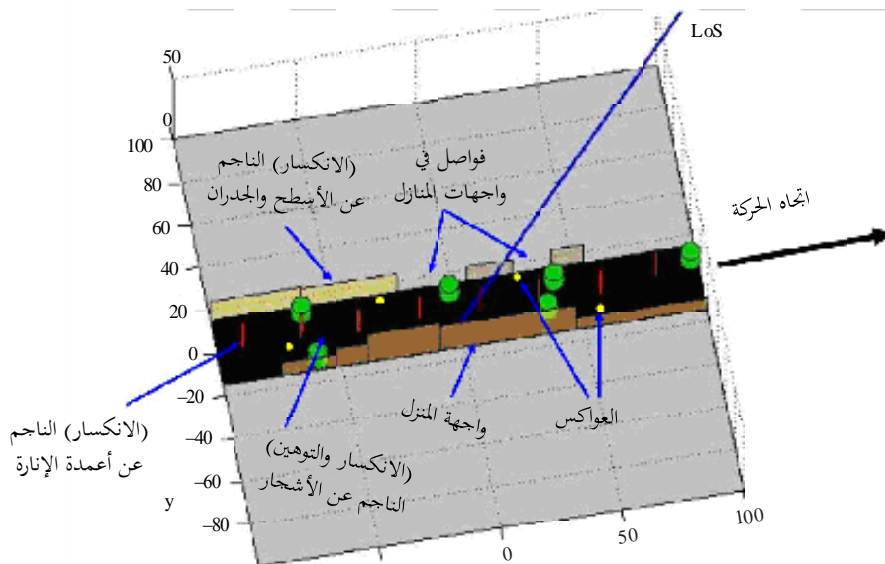 LoS
50
0
100
80
60
40
20
0
−20
−40
−60
−80
y
0
50
100
(الانكسار) الناجم
عن الأسطح والجدران
فواصل في
واجهات المنازل
اتجاه الحركة
(الانكسار) الناجم
عن أعمدة الإنارة
(الانكسار والتوهين)
الناجم عن الأشجار
واجهة المنزل
العواكس